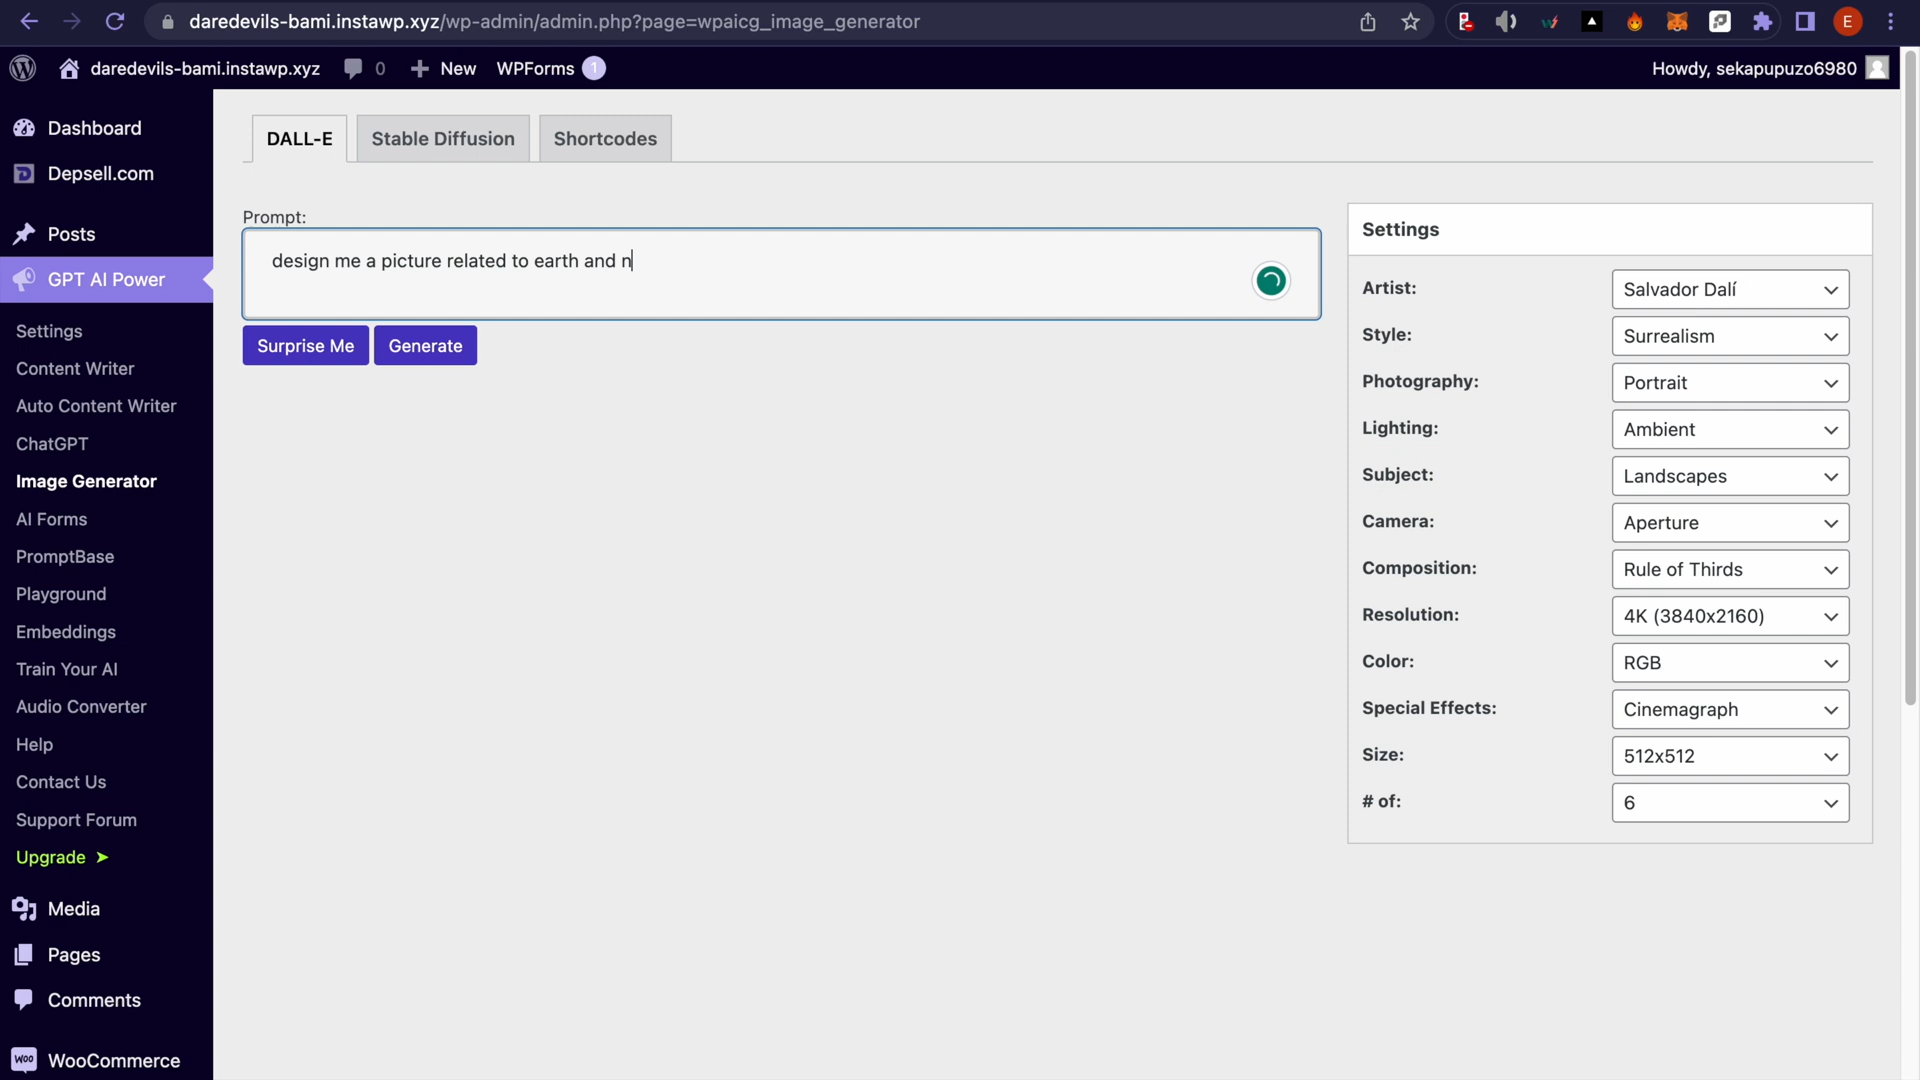 daredevils-bami.instawp.xyz/wp-admin/admin.php?page=wpaicg_image_generator
E
daredevils-bami.instawp.xyz 0 New WPForms 1 Howdy, sekapupuzo6980
Dashboard
Depsell.com
Posts
GPT AI Power
Settings
Content Writer
Auto Content Writer
ChatGPT
Image Generator
AI Forms
PromptBase
Playground
Embeddings
Train Your AI
Audio Converter
Help
Contact Us
Support Forum
Upgrade ➤
Media
Pages
Comments
Woo WooCommerce
DALL-E Stable Diffusion Shortcodes
Prompt:
design me a picture related to earth and n
Surprise Me Generate
Settings
Artist: Salvador Dalí
Style: Surrealism
Photography: Portrait
Lighting: Ambient
Subject: Landscapes
Camera: Aperture
Composition: Rule of Thirds
Resolution: 4K (3840x2160)
Color: RGB
Special Effects: Cinemagraph
Size: 512x512
# of: 6